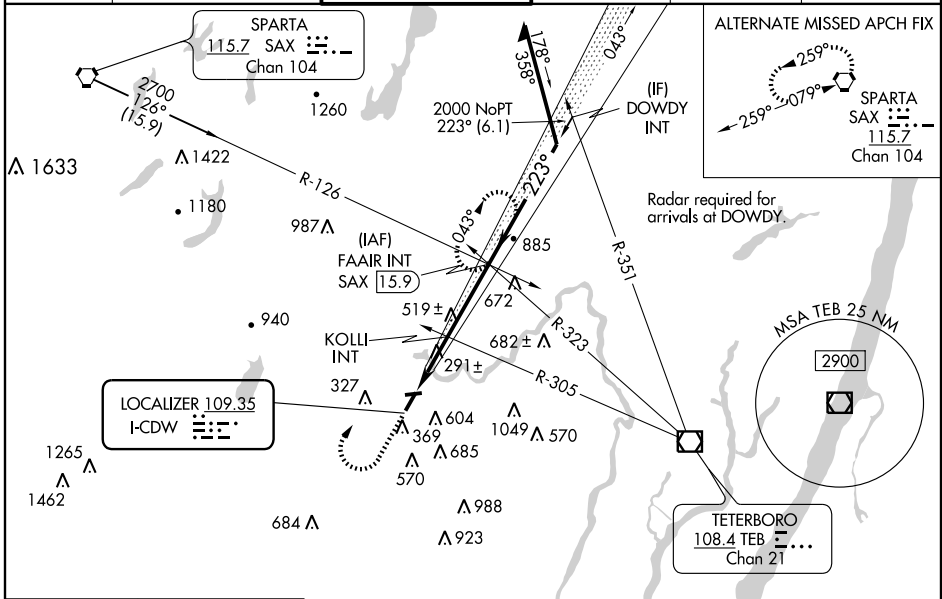 SPARTA
115.7 SAX
Chan 104
2700
126°
(15.9)
1260
1422
1633
R-126
1180
987
178°
358°
043°
2000 NoPT
223° (6.1)
(IF)
DOWDY
INT
ALTERNATE MISSED APCH FIX
259°
259°
079°
SPARTA
SAX
115.7
Chan 104
Radar required for
arrivals at DOWDY.
223°
043°
(IAF)
FAAIR INT
SAX 15.9
885
R-351
672
519 ±
940
KOLLI
INT
682 ±
R-323
291±
R-305
MSA TEB 25 NM
2900
327
LOCALIZER 109.35
I-CDW
604
369
1049
570
685
570
1265
1462
988
684
923
TETERBORO
108.4 TEB
Chan 21